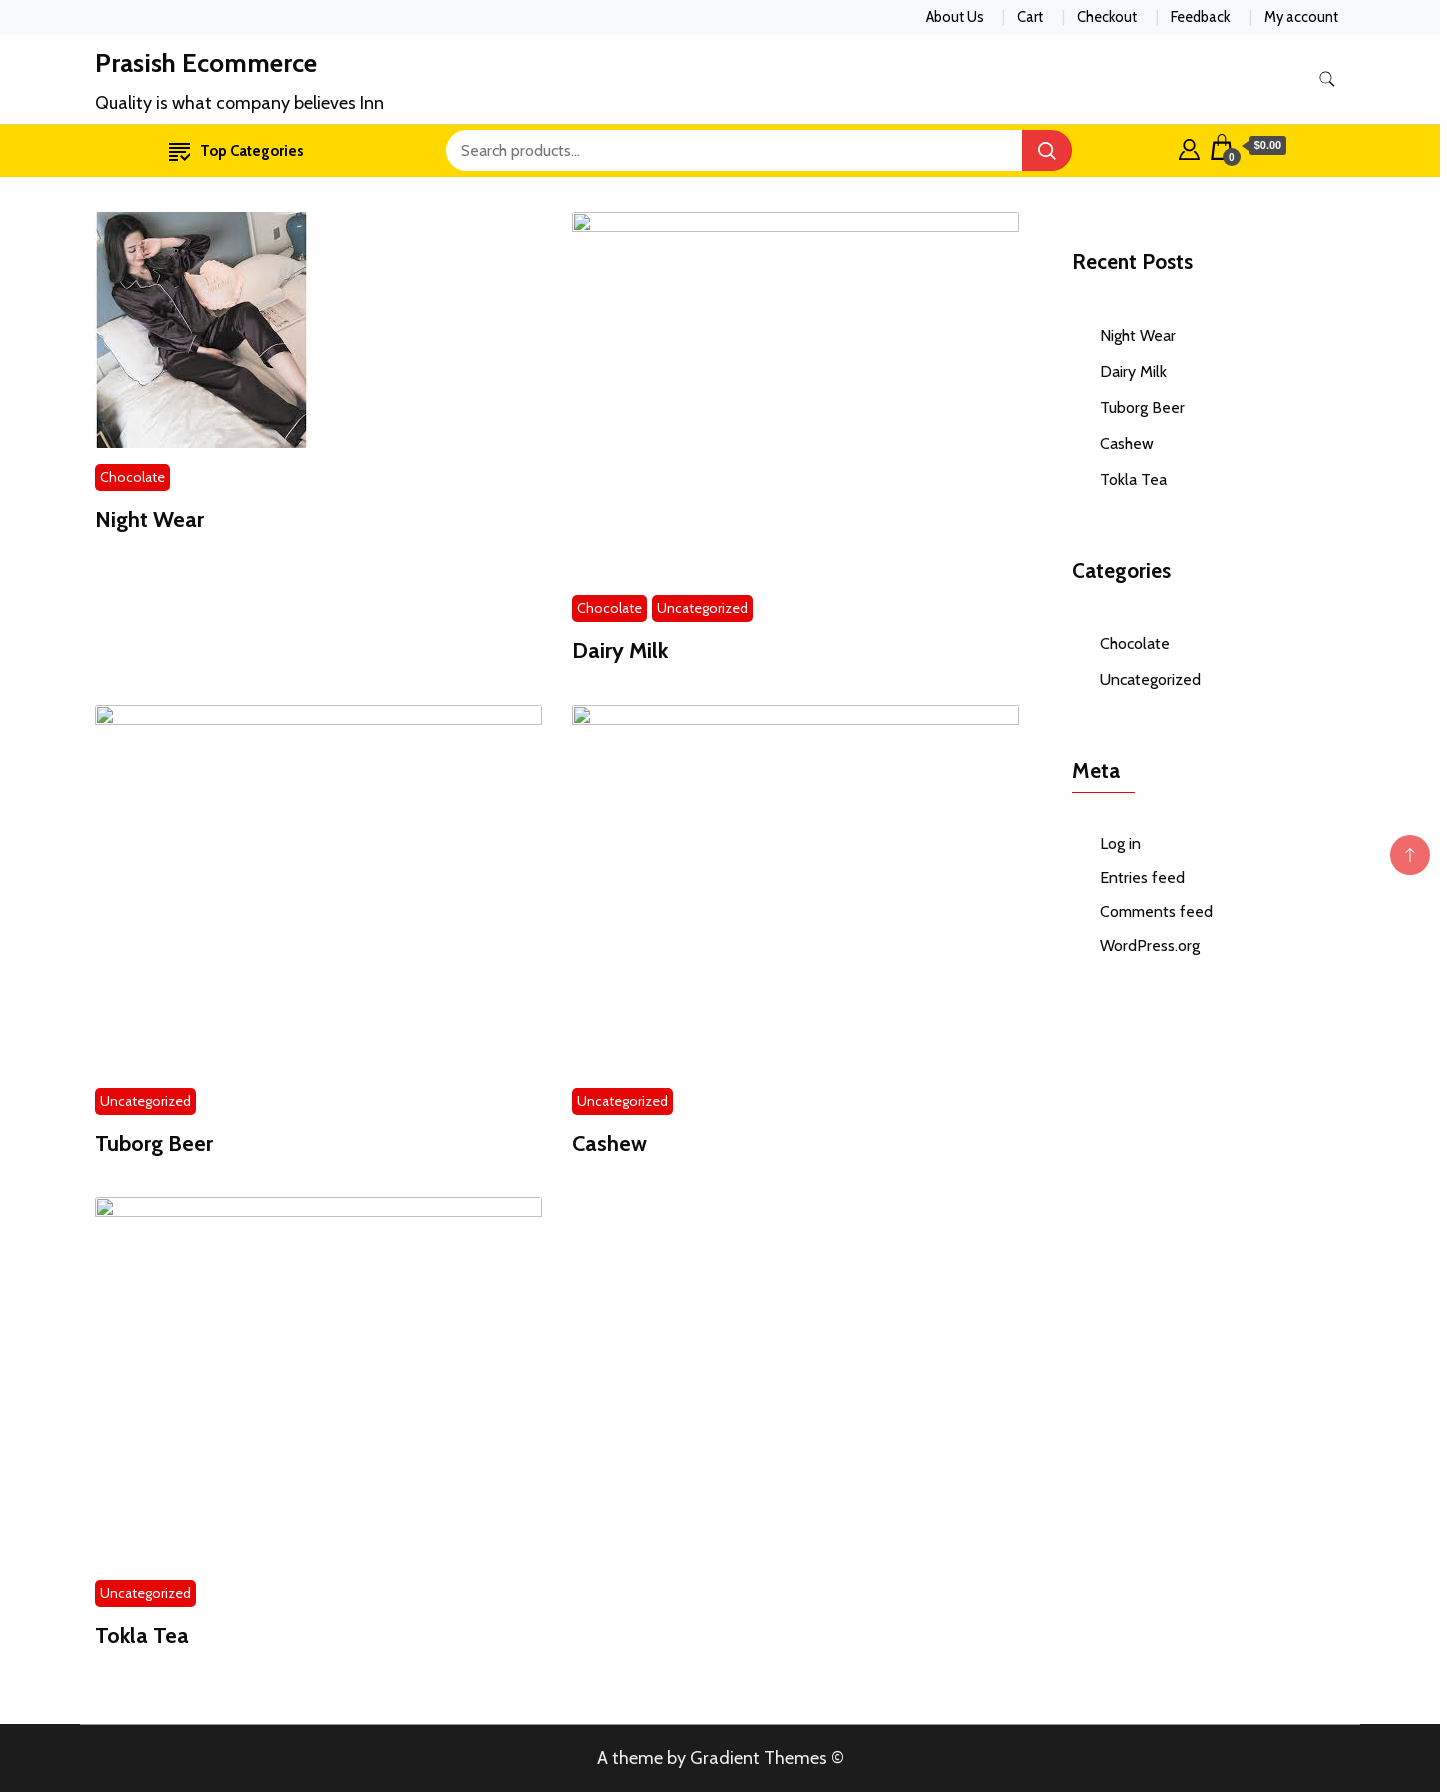 About Us
Cart
Checkout
Feedback
My account
Prasish Ecommerce
Quality is what company believes Inn
Top Categories
Search products...
0
$0.00
Chocolate
Night Wear
Chocolate
Uncategorized
Dairy Milk
Uncategorized
Tuborg Beer
Uncategorized
Cashew
Uncategorized
Tokla Tea
Recent Posts
Night Wear
Dairy Milk
Tuborg Beer
Cashew
Tokla Tea
Categories
Chocolate
Uncategorized
Meta
Log in
Entries feed
Comments feed
WordPress.org
A theme by Gradient Themes ©